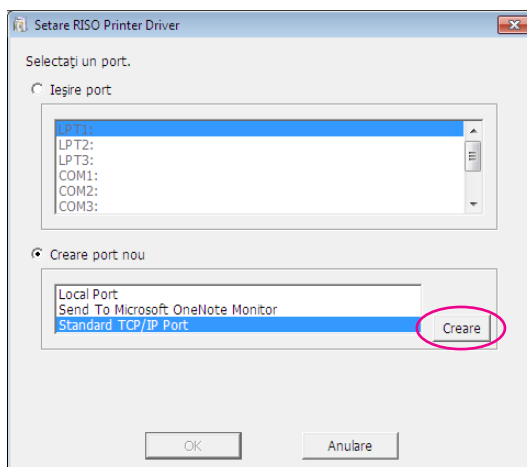 Setare RISO Printer Driver
Selectați un port.
Ieșire port
LPT1:
LPT2:
LPT3:
COM1:
COM2:
COM3:
Creare port nou
Local Port
Send To Microsoft OneNote Monitor
Standard TCP/IP Port
Creare
OK
Anulare